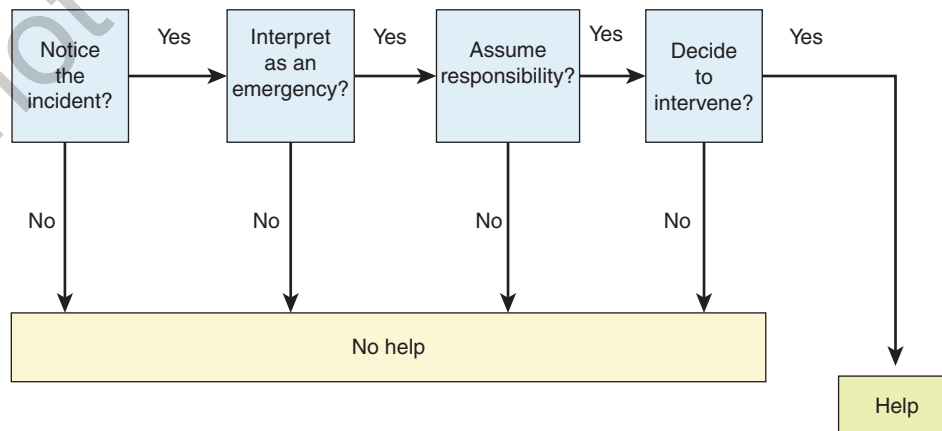 Notice
the
incident?
Yes
Interpret
as an
emergency?
Yes
Assume
responsibility?
Yes
Decide
to
intervene?
Yes
No
No
No
No
No help
Help